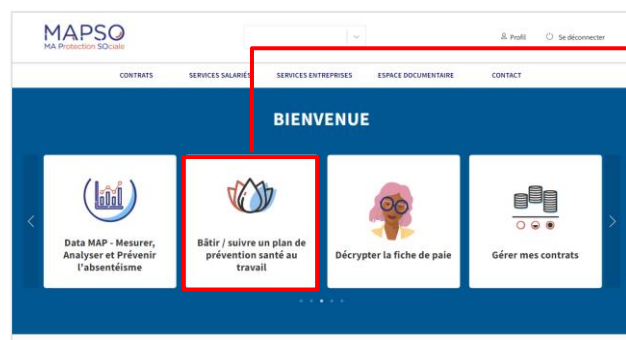 MAPSO
MA Protection SOciale
Profil
Se déconnecter
CONTRATS
SERVICES SALARIÉS
SERVICES ENTREPRISES
ESPACE DOCUMENTAIRE
CONTACT
BIENVENUE
Data MAP - Mesurer,
Analyser et Prévenir
l'absentéisme
Bâtir / suivre un plan de
prévention santé au
travail
Décrypter la fiche de paie
Gérer mes contrats